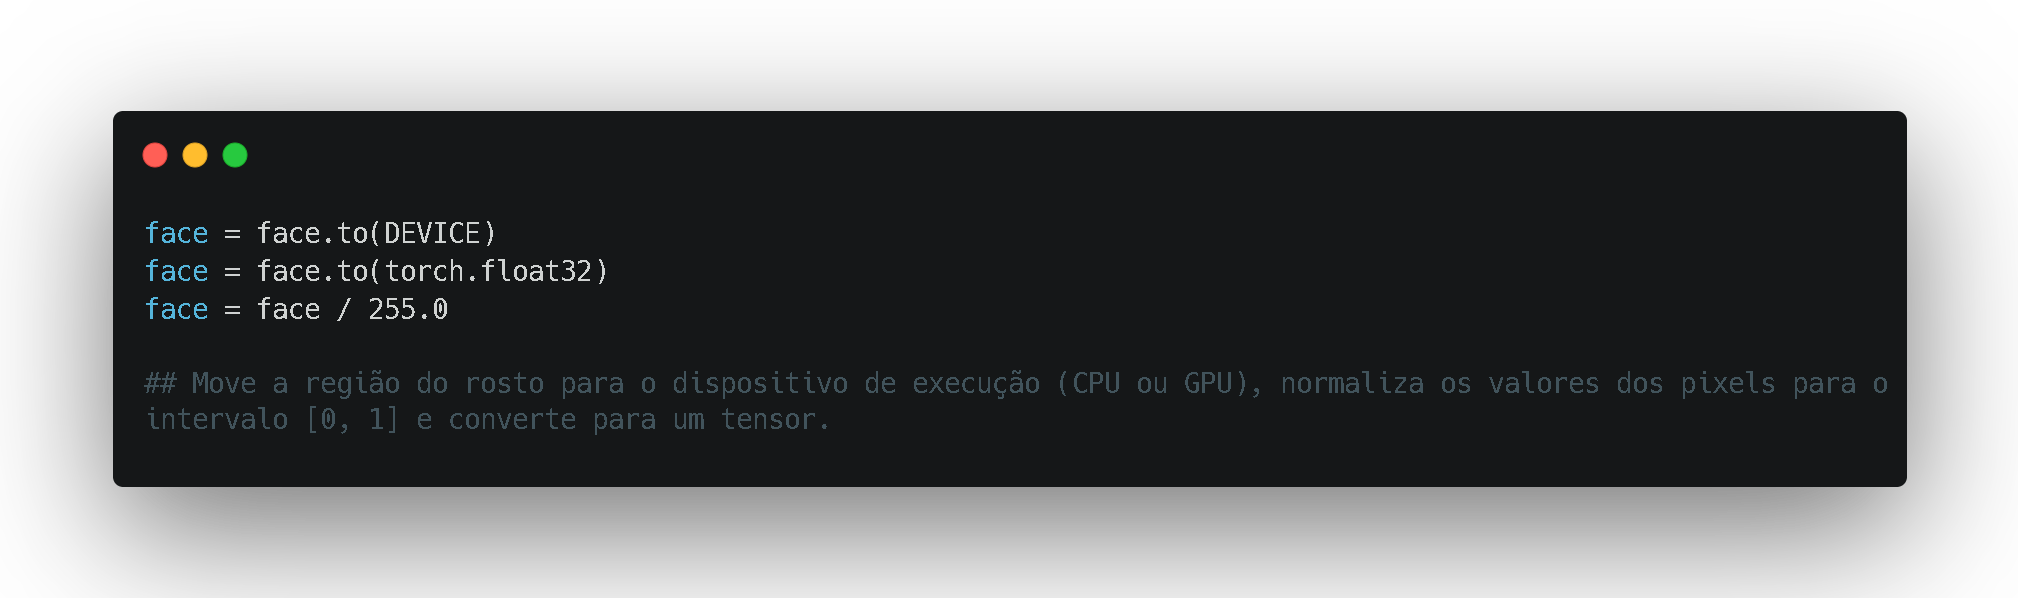 face = face.to(DEVICE)
face = face.to(torch.float32)
face = face / 255.0
## Move a região do rosto para o dispositivo de execução (CPU ou GPU), normaliza os valores dos pixels para o
intervalo [0, 1] e converte para um tensor.